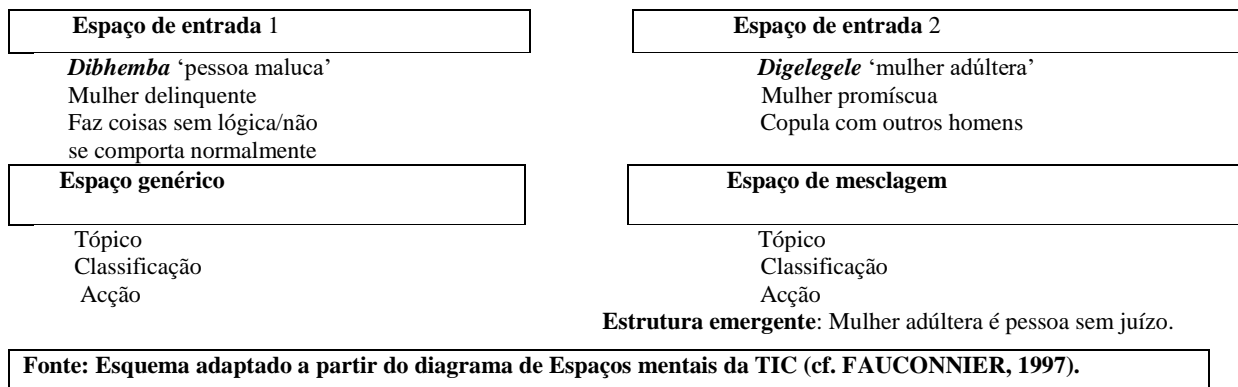 Espaço de entrada 1
Dibhemba ‘pessoa maluca’
Mulher delinquente
Faz coisas sem lógica/não
se comporta normalmente
Espaço de entrada 2
Digelegele ‘mulher adúltera’
Mulher promíscua
Copula com outros homens
Espaço genérico
Tópico
Classificação
Acção
Espaço de mesclagem
Tópico
Classificação
Acção
Estrutura emergente: Mulher adúltera é pessoa sem juízo.
Fonte: Esquema adaptado a partir do diagrama de Espaços mentais da TIC (cf. FAUCONNIER, 1997).